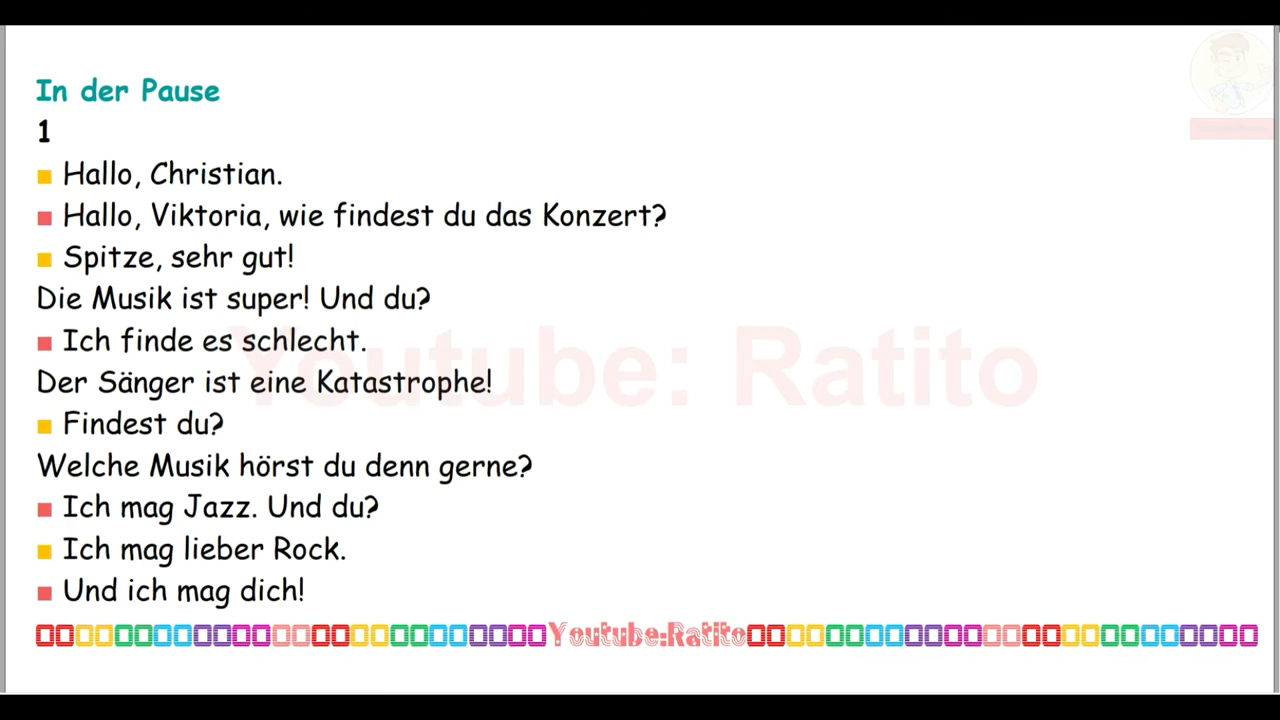 In der Pause
1
Hallo, Christian.
Hallo, Viktoria, wie findest du das Konzert?
Spitze, sehr gut!
Die Musik ist super! Und du?
Ich finde es schlecht.
Der Sänger ist eine Katastrophe!
Findest du?
Welche Musik hörst du denn gerne?
Ich mag Jazz. Und du?
Ich mag lieber Rock.
Und ich mag dich!
Youtube: Ratito
Youtube:Ratito